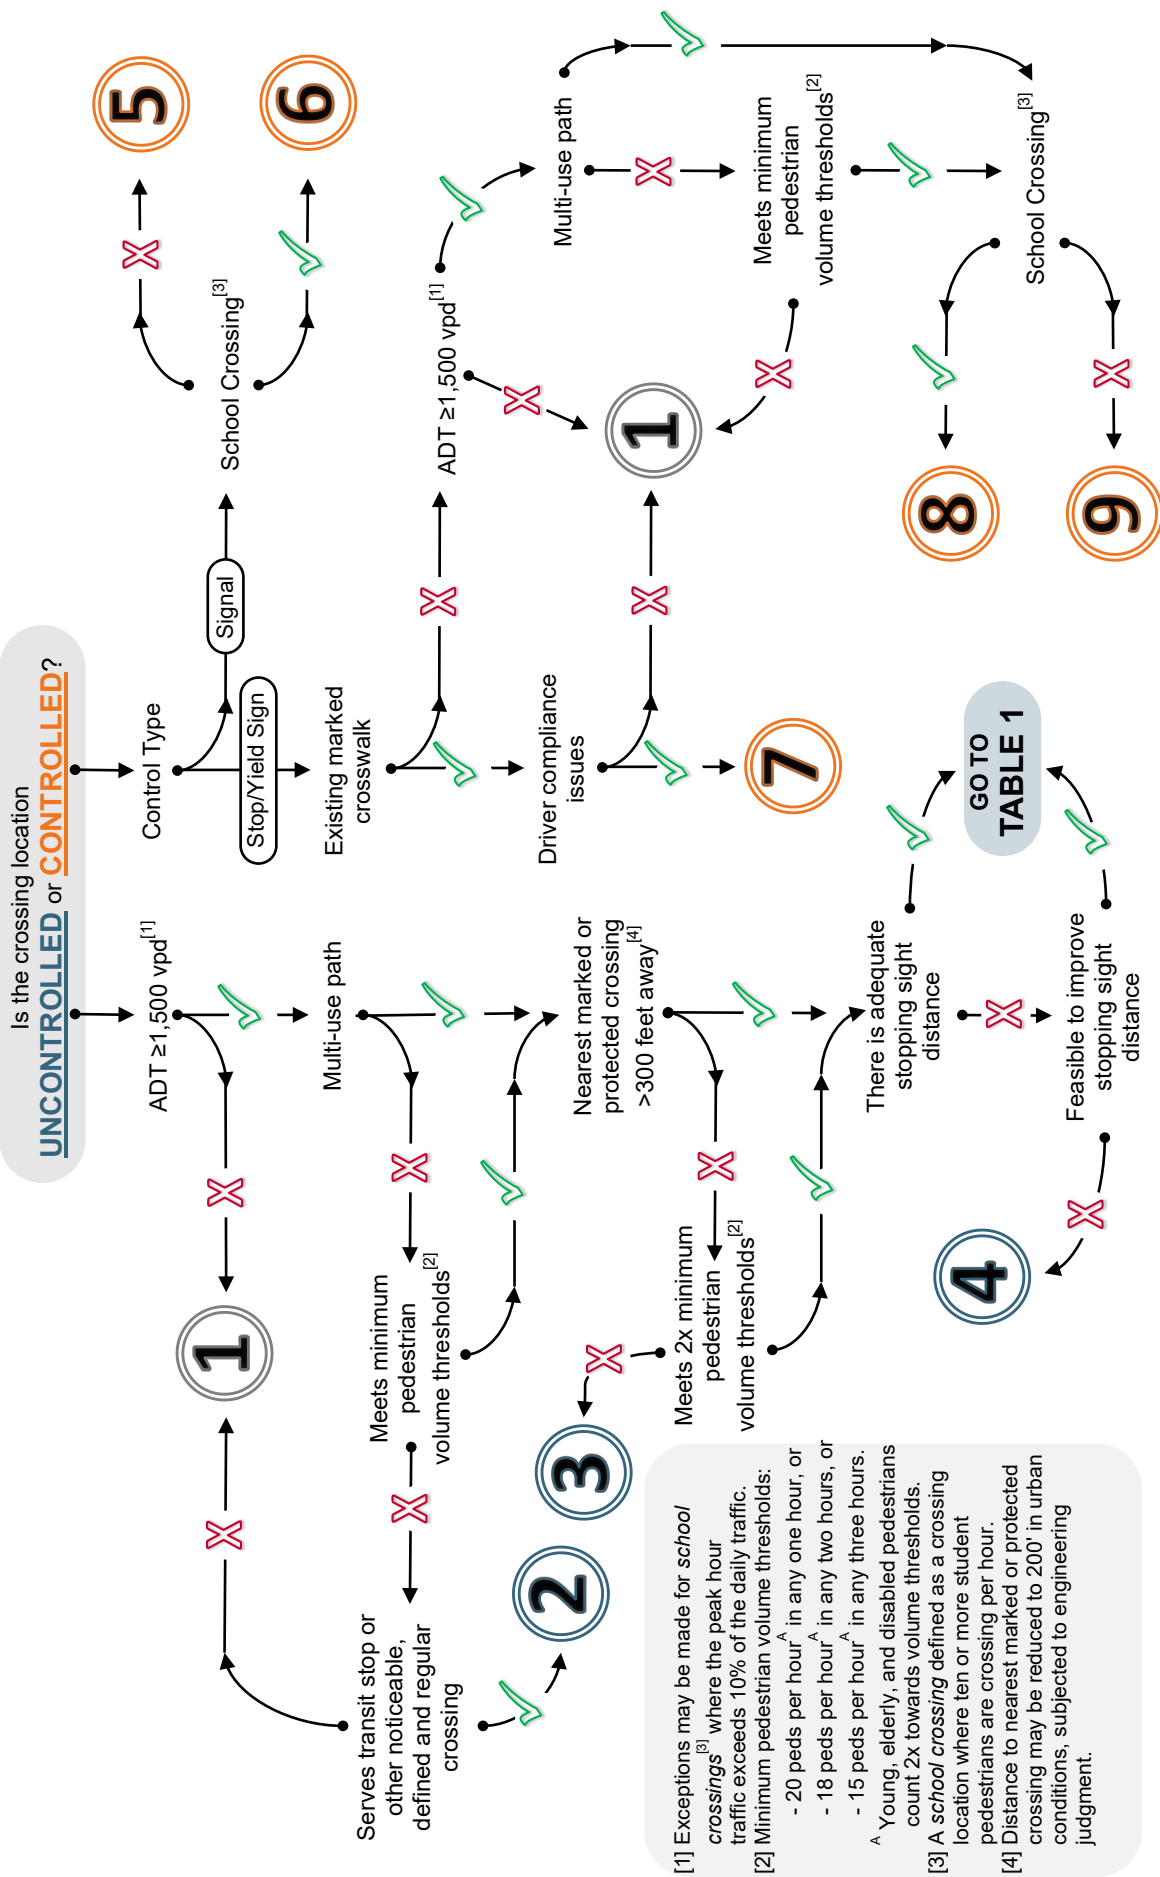 Is the crossing location
UNCONTROLLED or CONTROLLED?
ADT ≥1,500 vpd[1]
Multi-use path
Meets minimum
pedestrian
volume thresholds[2]
Serves transit stop or
other noticeable,
defined and regular
crossing
1
2
Nearest marked or
protected crossing
>300 feet away[4]
Meets 2x minimum
pedestrian
volume thresholds[2]
3
There is adequate
stopping sight
distance
Feasible to improve
stopping sight
distance
4
GO TO
TABLE 1
Control Type
Signal
Stop/Yield Sign
School Crossing[3]
5
6
Existing marked
crosswalk
Driver compliance
issues
7
ADT ≥1,500 vpd[1]
1
Multi-use path
Meets minimum
pedestrian
volume thresholds[2]
School Crossing[3]
8
9
[1] Exceptions may be made for school
crossings[3] where the peak hour
traffic exceeds 10% of the daily traffic.
[2] Minimum pedestrian volume thresholds:
- 20 peds per hourA in any one hour, or
- 18 peds per hourA in any two hours, or
- 15 peds per hourA in any three hours.
A Young, elderly, and disabled pedestrians
count 2x towards volume thresholds.
[3] A school crossing defined as a crossing
location where ten or more student
pedestrians are crossing per hour.
[4] Distance to nearest marked or protected
crossing may be reduced to 200' in urban
conditions, subjected to engineering
judgment.